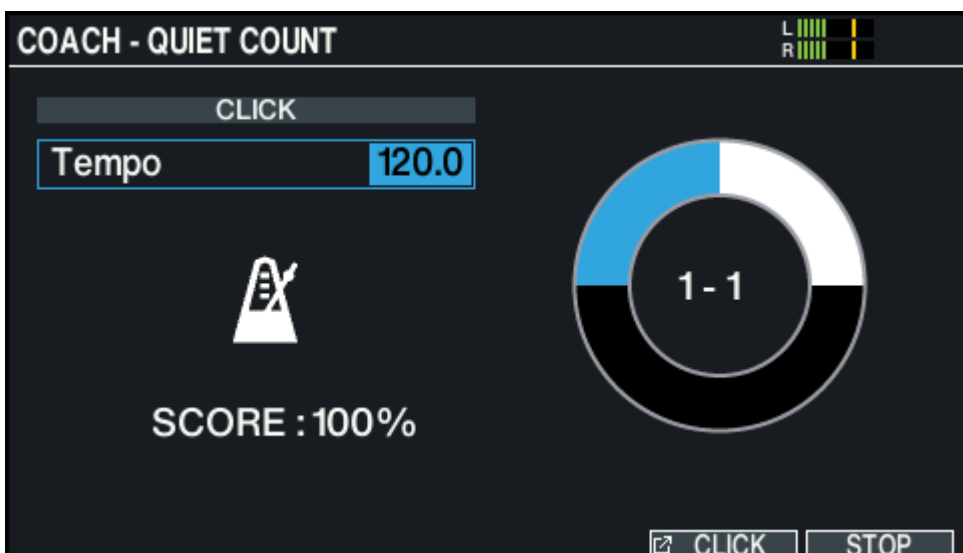 COACH - QUIET COUNT
L
R
CLICK
Tempo 120.0
1 - 1
SCORE : 100%
CLICK STOP